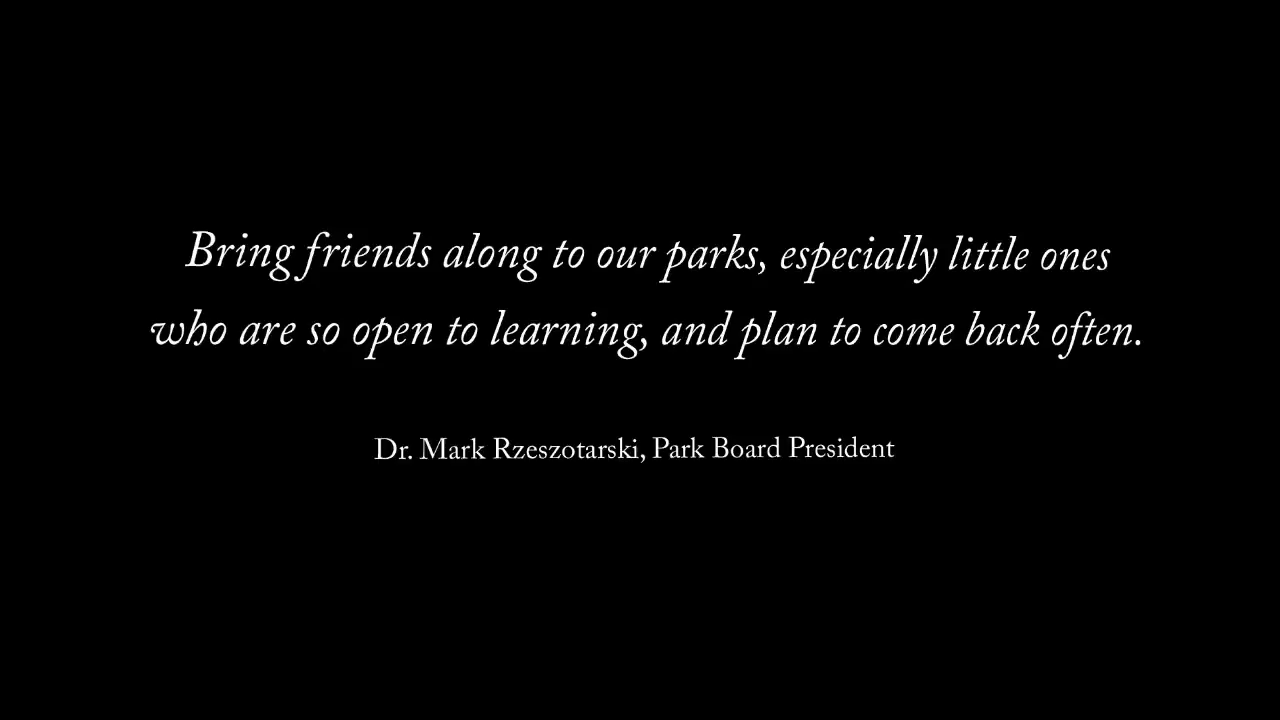 Bring friends along to our parks, especially little ones
who are so open to learning, and plan to come back often.
Dr. Mark Rzeszotarski, Park Board President